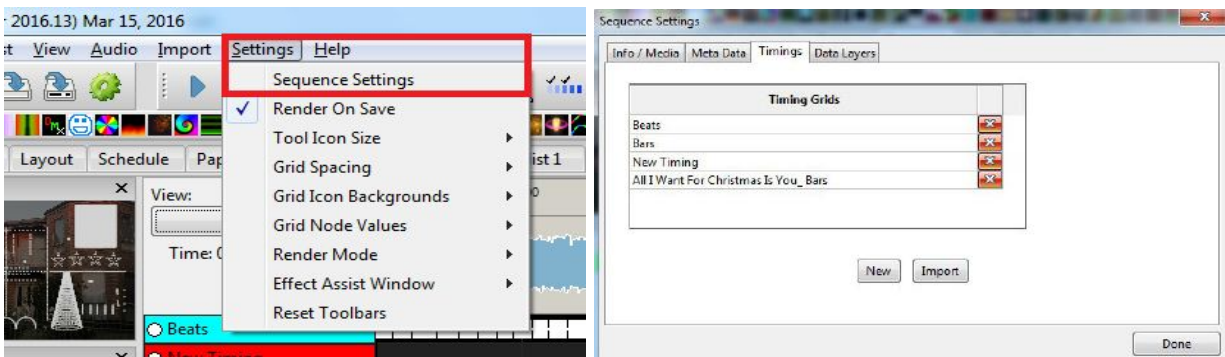 2016.13) Mar 15, 2016
View Audio Import Settings Help
Sequence Settings
Render On Save
Tool Icon Size
Layout Schedule
Grid Spacing
View:
Grid Icon Backgrounds
Grid Node Values
Time:
Render Mode
Effect Assist Window
Reset Toolbars
Beats
New Timing
Sequence Settings
Info / Media Meta Data Timings Data Layers
Timing Grids
Beats
Bars
New Timing
All I Want For Christmas Is You_ Bars
New Import
Done